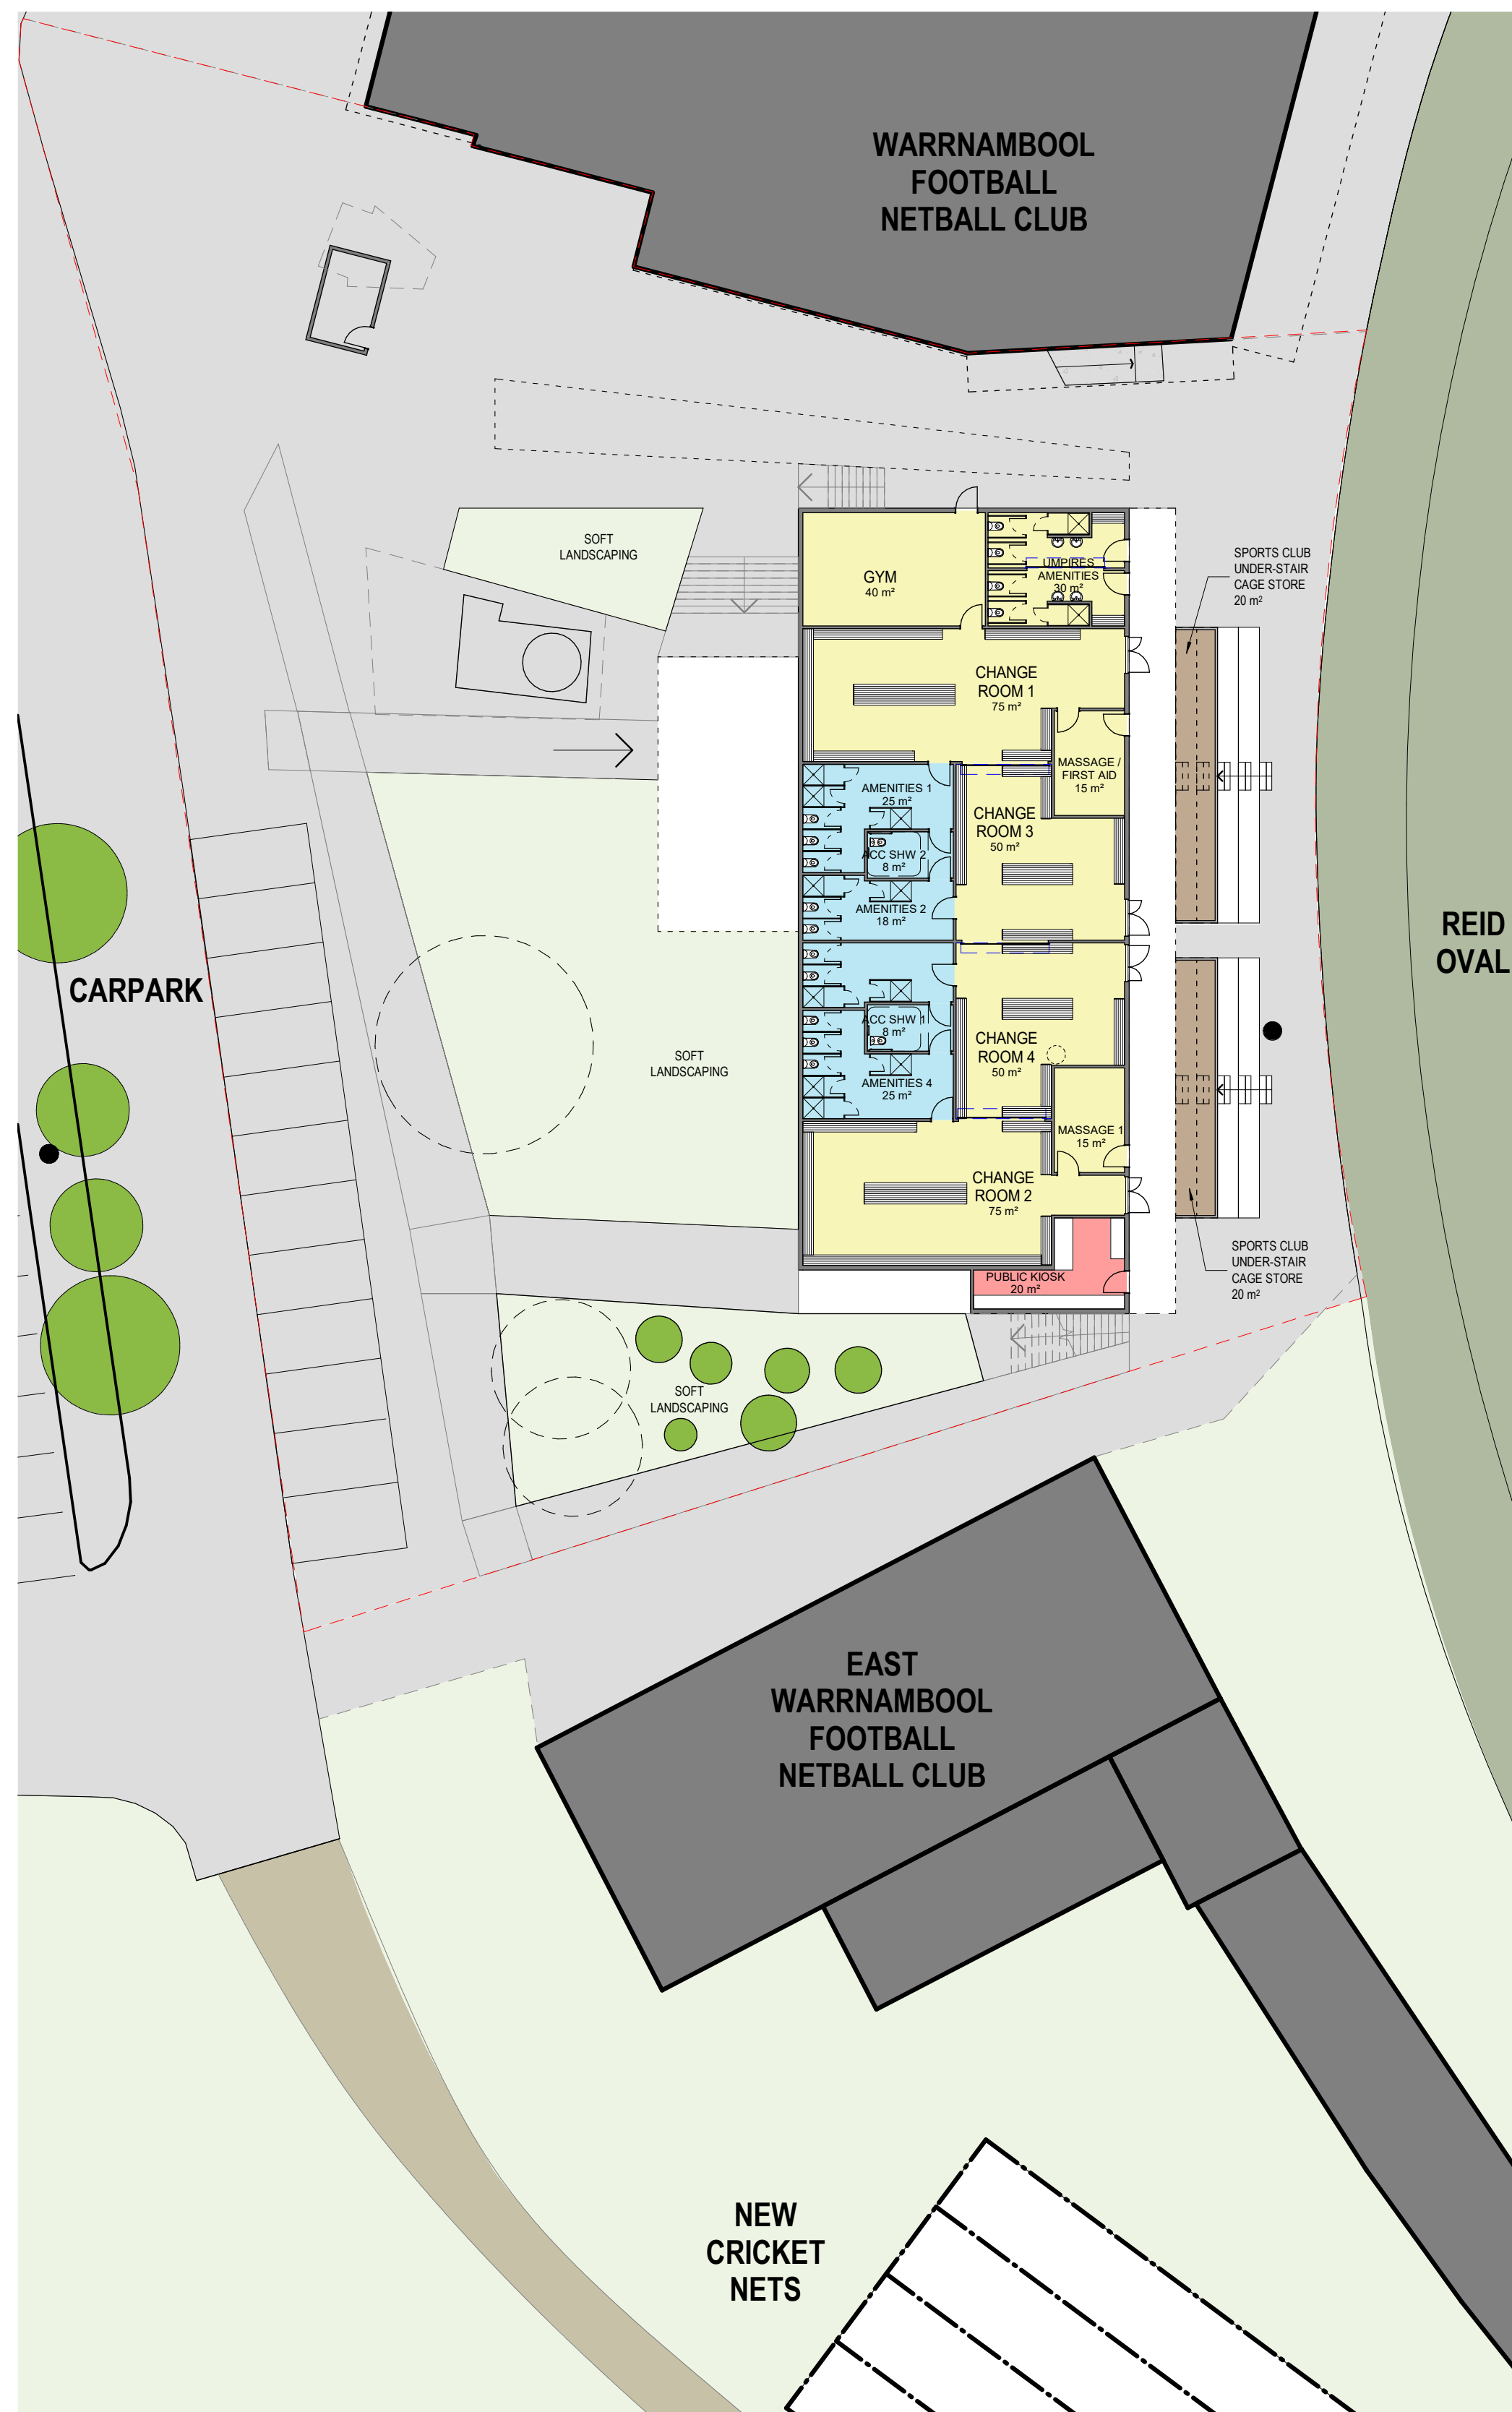 WARRNAMBOOL
FOOTBALL
NETBALL CLUB
SOFT
LANDSCAPING
GYM
40 m²
UMPIRES
AMENITIES
30 m²
SPORTS CLUB
UNDER-STAIR
CAGE STORE
20 m²
CHANGE
ROOM 1
75 m²
MASSAGE /
FIRST AID
15 m²
AMENITIES 1
25 m²
CHANGE
ROOM 3
50 m²
ACC SHW 2
8 m²
AMENITIES 2
18 m²
REID
OVAL
CARPARK
ACC SHW 1
8 m²
SOFT
LANDSCAPING
CHANGE
ROOM 4
50 m²
AMENITIES 4
25 m²
MASSAGE 1
15 m²
CHANGE
ROOM 2
75 m²
SPORTS CLUB
UNDER-STAIR
CAGE STORE
20 m²
PUBLIC KIOSK
20 m²
SOFT
LANDSCAPING
EAST
WARRNAMBOOL
FOOTBALL
NETBALL CLUB
NEW
CRICKET
NETS